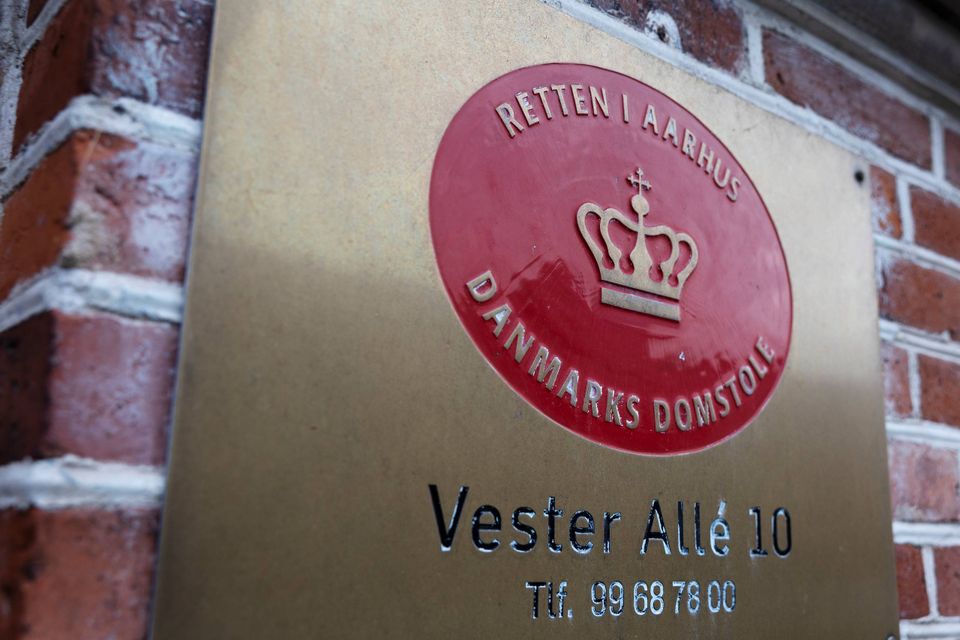 RETTEN I AARHUS
DANMARKS DOMSTOLE
Vester Allé 10
Tlf. 99 68 78 00